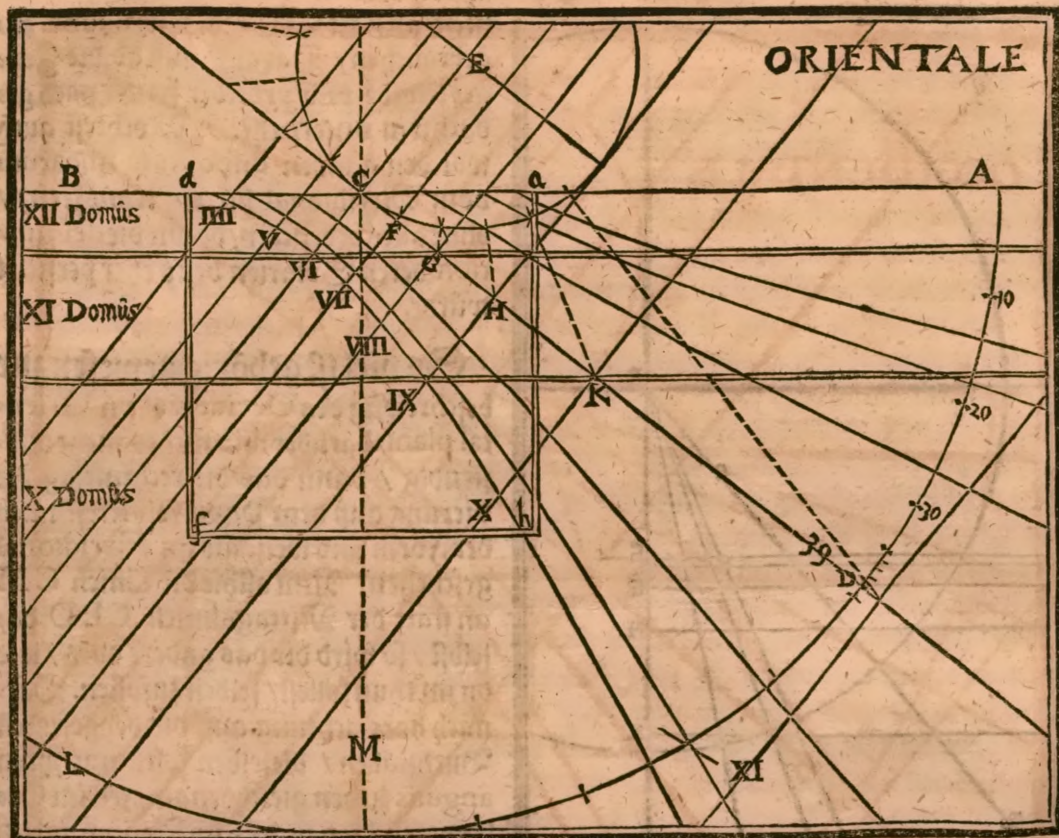 ORIENTALE
E
B d C a A
XII Domûs
IIII
F
V
G
VI
VII
H
10
XI Domûs
VIII
IX
K
20
X Domûs
X
h
f
30
39
D
M
L
XI